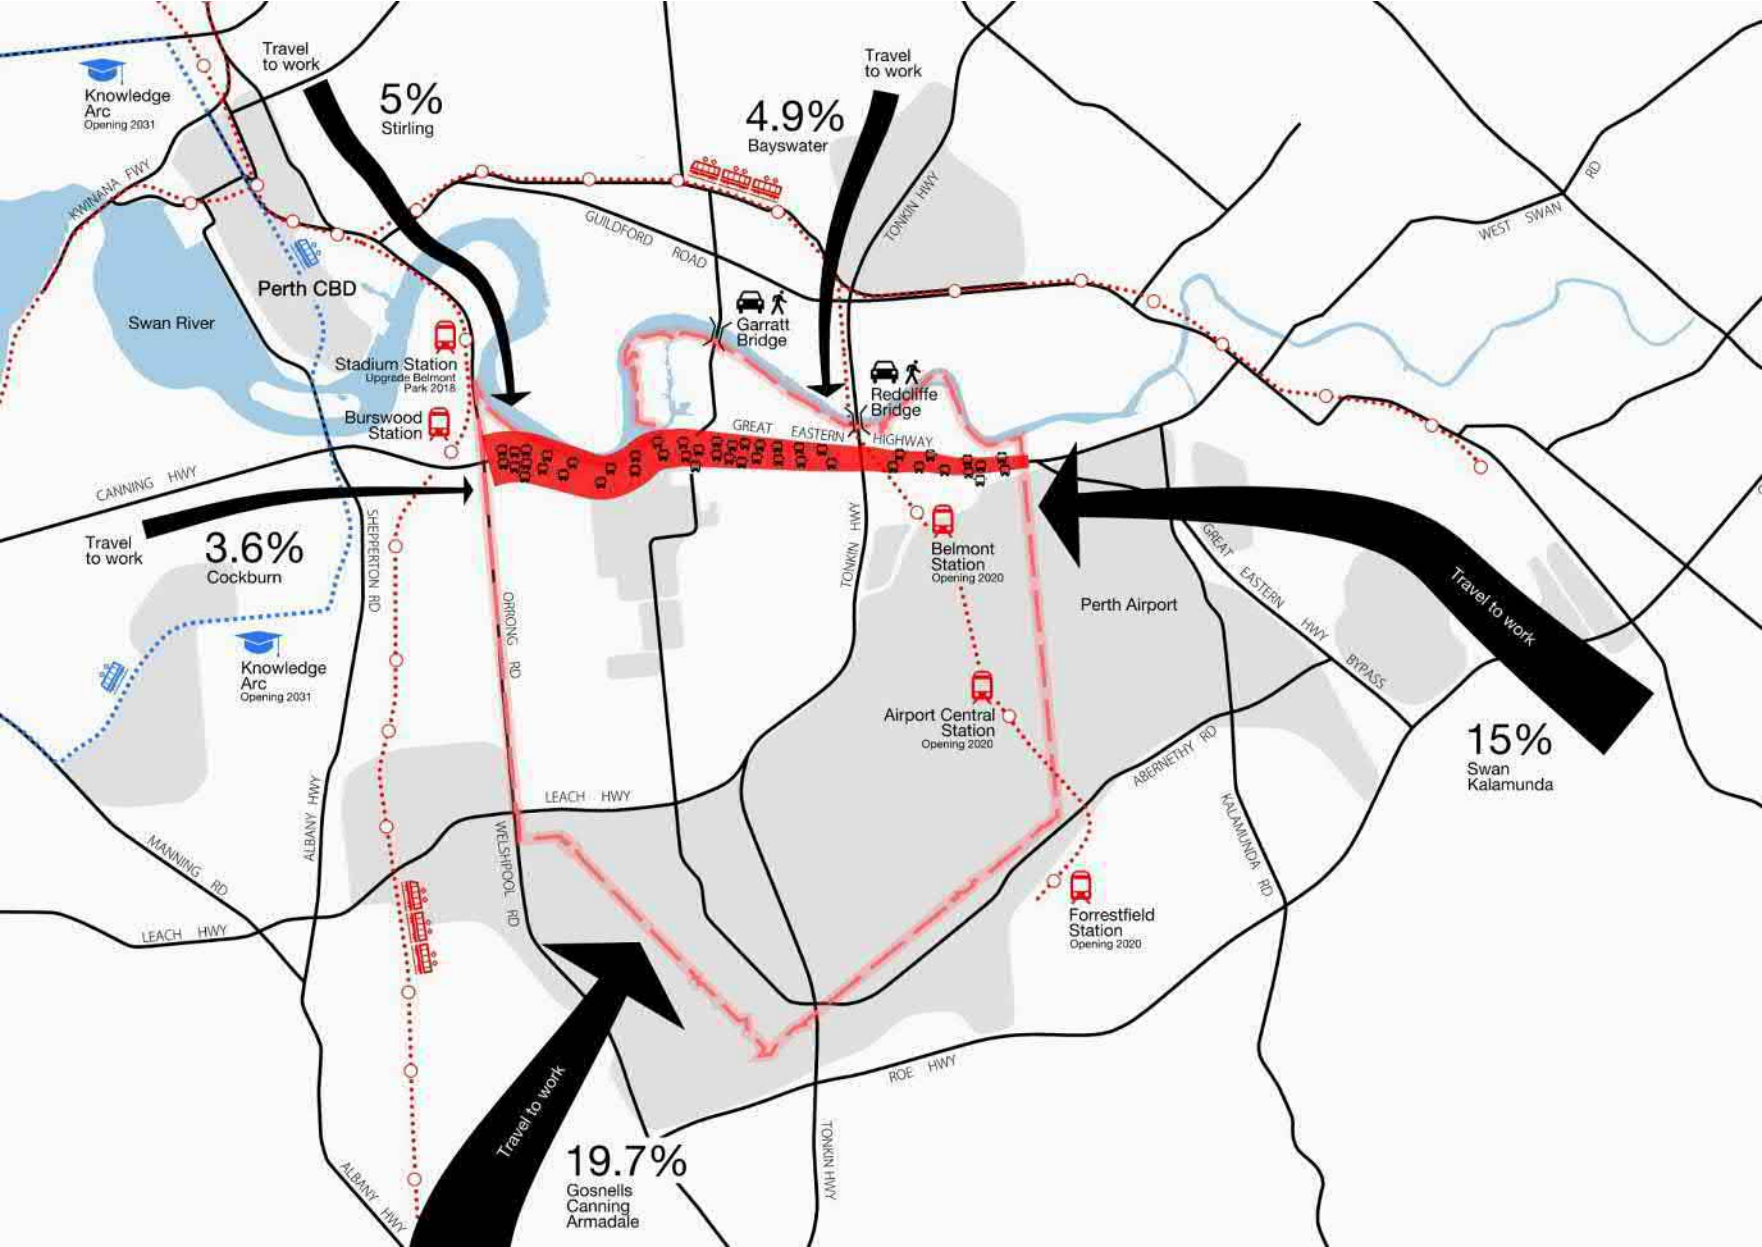 Travel
to work
5%
Stirling
Travel
to work
4.9%
Bayswater
Knowledge
Arc
Opening 2031
KWINANA FWY
GUILDFORD ROAD
TONKIN HWY
WEST SWAN RD
Perth CBD
Swan River
Garratt
Bridge
Stadium Station
Upgrade Belmont
Park 2018
Redcliffe
Bridge
Burswood
Station
GREAT EASTERN HIGHWAY
CANNING HWY
Travel
to work
3.6%
Cockburn
SHEPPERTON RD
TONKIN HWY
Belmont
Station
Opening 2020
GREAT EASTERN HWY BYPASS
Perth Airport
Travel to work
ORRONG RD
Knowledge
Arc
Opening 2031
Airport Central
Station
Opening 2020
ABERNETHY RD
15%
Swan
Kalamunda
LEACH HWY
ALBANY HWY
MANNING RD
WELSHPOOL RD
KALAMUNDA RD
LEACH HWY
Forrestfield
Station
Opening 2020
ROE HWY
Travel to work
19.7%
Gosnells
Canning
Armadale
TONKIN HWY
ALBANY HWY